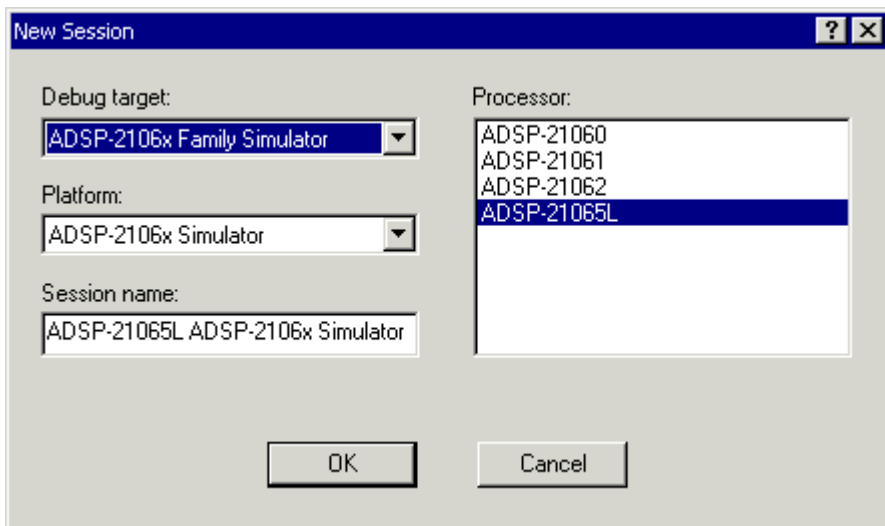 New Session
Debug target:
ADSP-2106x Family Simulator
Platform:
ADSP-2106x Simulator
Session name:
ADSP-21065L ADSP-2106x Simulator
Processor:
ADSP-21060
ADSP-21061
ADSP-21062
ADSP-21065L
OK
Cancel